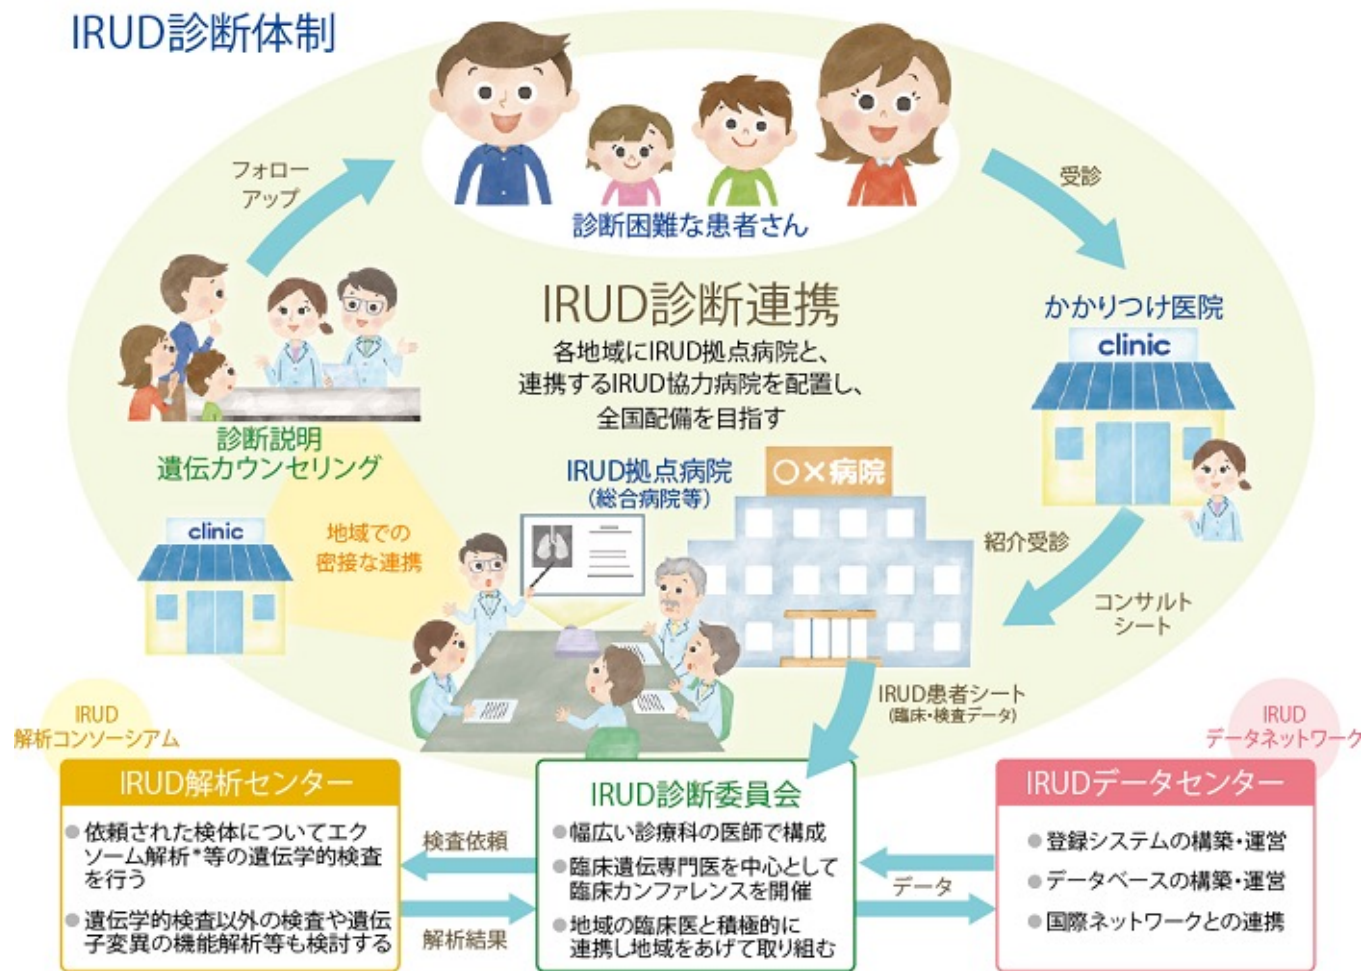 IRUD診断体制
フォロー
アップ
受診
診断困難な患者さん
IRUD診断連携
各地域にIRUD拠点病院と、
連携するIRUD協力病院を配置し、
全国配備を目指す
かかりつけ医院
clinic
診断説明
遺伝カウンセリング
IRUD拠点病院
(総合病院等)
〇×病院
clinic
地域での
密接な連携
紹介受診
コンサルト
シート
IRUD患者シート
(臨床・検査データ)
IRUD
解析コンソーシアム
IRUD
データネットワーク
IRUD解析センター
● 依頼された検体についてエク
ソーム解析*等の遺伝学的検査
を行う
● 遺伝学的検査以外の検査や遺伝
子変異の機能解析等も検討する
検査依頼
解析結果
IRUD診断委員会
● 幅広い診療科の医師で構成
● 臨床遺伝専門医を中心として
臨床カンファレンスを開催
● 地域の臨床医と積極的に
連携し地域をあげて取り組む
データ
IRUDデータセンター
● 登録システムの構築・運営
● データベースの構築・運営
● 国際ネットワークとの連携